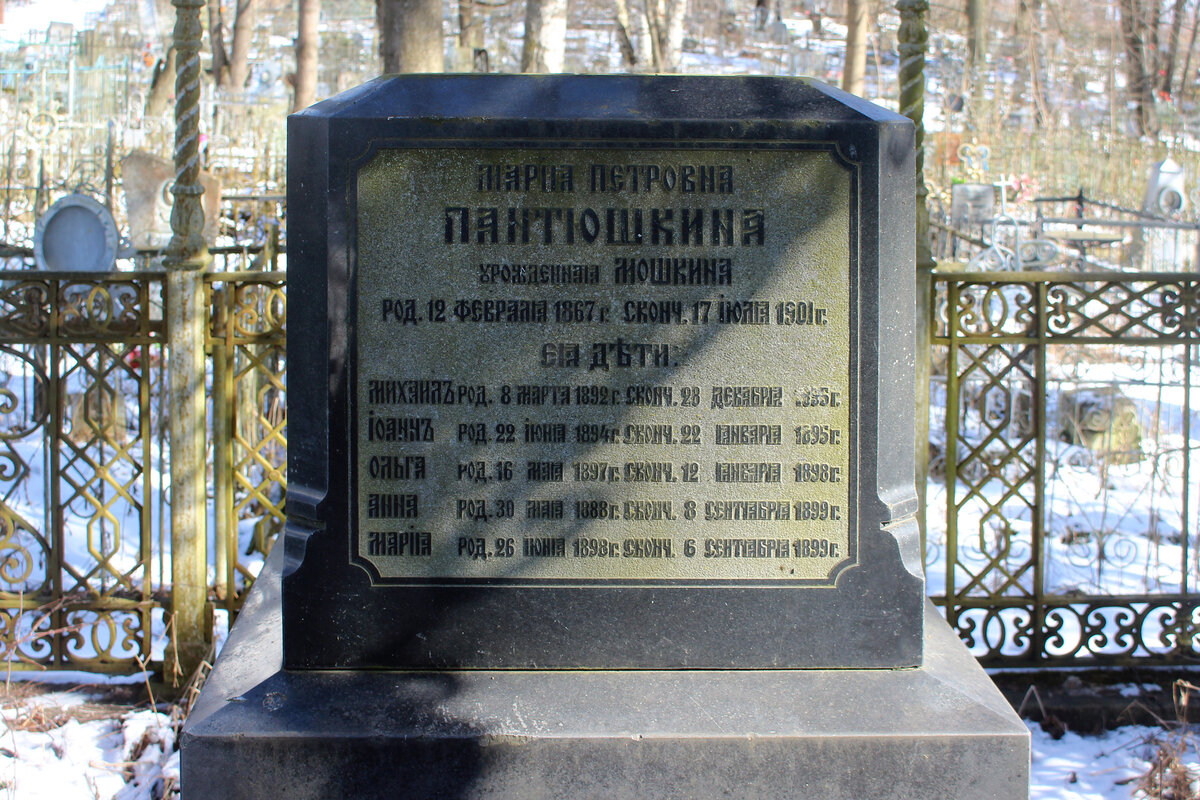 МАРІЯ ПЕТРОВНА
ПАНТЮШКИНА
УРОЖДЕННАЯ МОШКИНА
РОД. 12 ФЕВРАЛЯ 1867 Г. СКОНЧ. 17 ІЮЛЯ 1901 Г.
ЕЯ ДѢТИ:
МИХАИЛЪ РОД. 8 МАРТА 1892 Г. СКОНЧ. 28 ДЕКАБРЯ
ІОАННЪ РОД. 22 ІЮНЯ 1894 Г. СКОНЧ. 22 ЯНВАРЯ 1895 Г.
ОЛЬГА РОД. 16 МАЯ 1897 Г. СКОНЧ. 12 ЯНВАРЯ 1898 Г.
АННА РОД. 30 МАЯ 1888 Г. СКОНЧ. 8 СЕНТЯБРЯ 1899 Г.
МАРІЯ РОД. 26 ІЮНЯ 1898 Г. СКОНЧ. 6 СЕНТЯБРЯ 1899 Г.